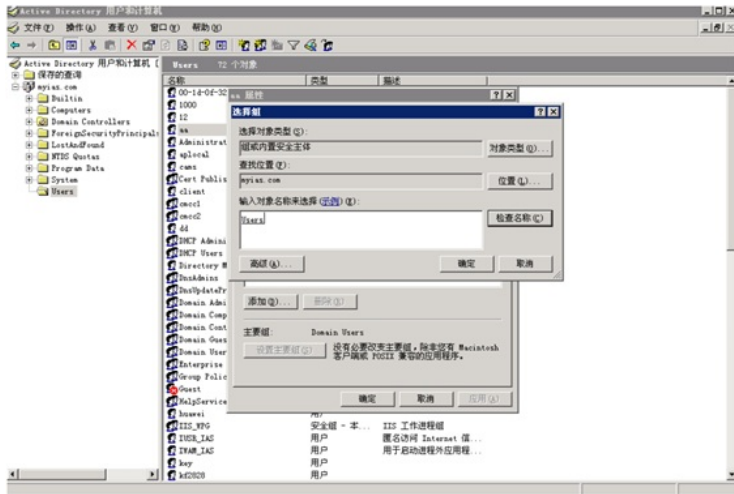 Active Directory 用户和计算机
文件(F) 操作(A) 查看(V) 窗口(W) 帮助(H)
Active Directory 用户和计算机 [
保存的查询
myias.com
Builtin
Computers
Domain Controllers
ForeignSecurityPrincipals
LostAndFound
NTDS Quotas
Program Data
System
Users
Users 72 个对象
名称 类型 描述
00-1d-0f-32
1000
12
aa
Administrat
aplocal
cams
Cert Publis
client
cmcc1
cmcc2
dd
DHCP Admini
DHCP Users
Directory M
DnsAdmins
DnsUpdatePr
Domain Admi
Domain Comp
Domain Cont
Domain Gues
Domain User
Enterprise
Group Polic
Guest
HelpService
huawei 用户
IIS_WPG 安全组 - 本... IIS 工作进程组
IUSR_IAS 用户 匿名访问 Internet 信...
IWAM_IAS 用户 用于启动进程外应用程...
key 用户
kf2828 用户
aa 属性
选择组
选择对象类型(S):
组或内置安全主体
对象类型(O)...
查找位置(F):
myias.com
位置(L)...
输入对象名称来选择(示例)(E):
Users
检查名称(C)
高级(A)...
确定
取消
添加(D)...
删除(R)
主要组: Domain Users
设置主要组(S)
没有必要改变主要组，除非您有 Macintosh
客户端或 POSIX 兼容的应用程序。
确定
取消
应用(A)